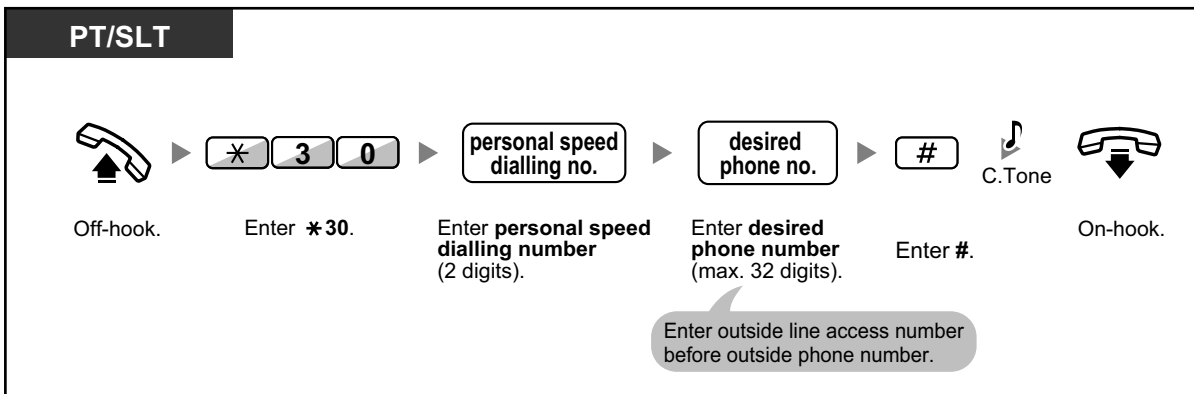 PT/SLT
✳ 3 0
personal speed
dialling no.
desired
phone no.
#
C.Tone
Off-hook.
Enter ✳30.
Enter personal speed
dialling number
(2 digits).
Enter desired
phone number
(max. 32 digits).
Enter #.
On-hook.
Enter outside line access number
before outside phone number.